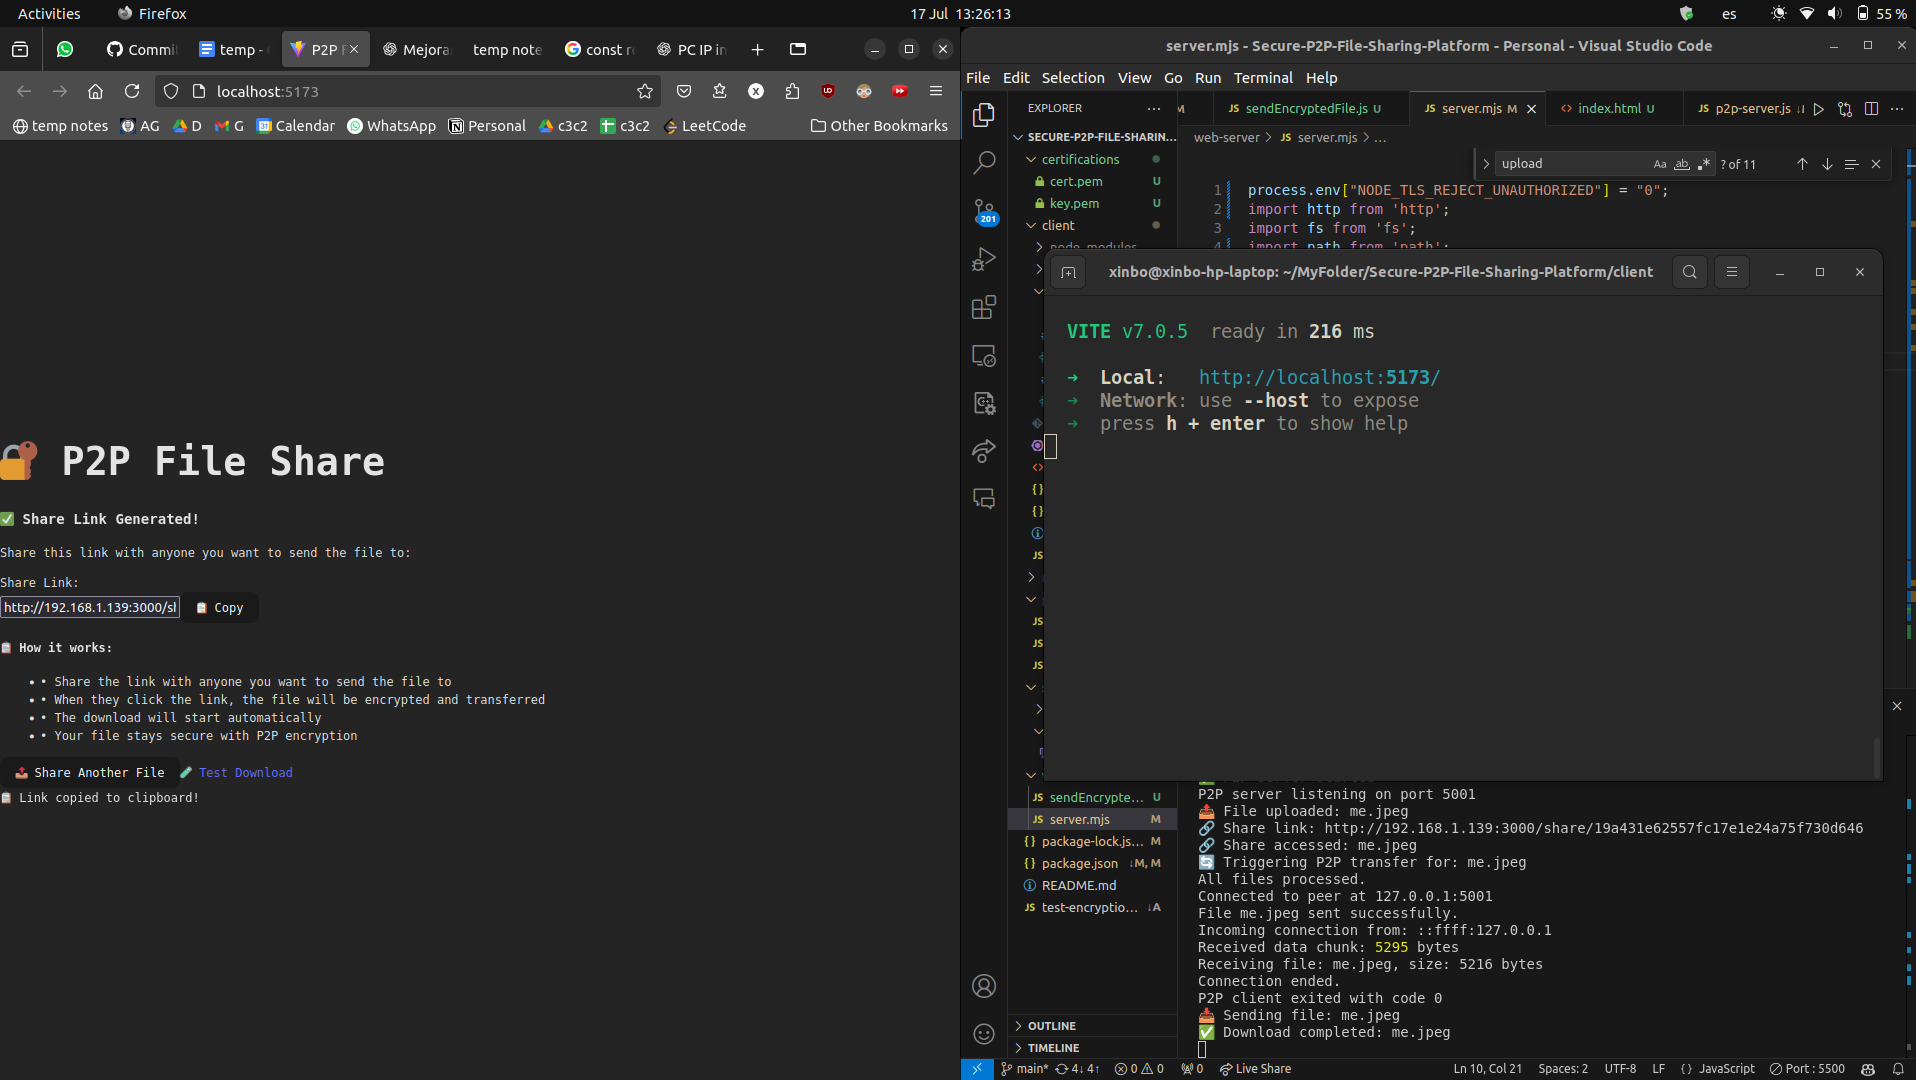 Activities
Firefox
17 Jul 13:26:13
es
55 %
Commi
temp -
P2P F
Mejora
temp note
const re
PC IP in
localhost:5173
temp notes
AG
D
G
Calendar
WhatsApp
Personal
c3c2
c3c2
LeetCode
Other Bookmarks
P2P File Share
Share Link Generated!
Share this link with anyone you want to send the file to:
Share Link:
http://192.168.1.139:3000/sh
Copy
How it works:
• • Share the link with anyone you want to send the file to
• • When they click the link, the file will be encrypted and transferred
• • The download will start automatically
• • Your file stays secure with P2P encryption
Share Another File
Test Download
Link copied to clipboard!
server.mjs - Secure-P2P-File-Sharing-Platform - Personal - Visual Studio Code
File Edit Selection View Go Run Terminal Help
EXPLORER
M
JS sendEncryptedFile.js U
JS server.mjs M
<> index.html U
JS p2p-server.js
SECURE-P2P-FILE-SHARIN...
web-server > JS server.mjs > ...
upload
Aa ab .*
? of 11
certifications
cert.pem U
key.pem U
client
node_modules
201
1 process.env["NODE_TLS_REJECT_UNAUTHORIZED"] = "0";
2 import http from 'http';
3 import fs from 'fs';
4 import path from 'path';
xinbo@xinbo-hp-laptop: ~/MyFolder/Secure-P2P-File-Sharing-Platform/client
VITE v7.0.5 ready in 216 ms
➜ Local: http://localhost:5173/
➜ Network: use --host to expose
➜ press h + enter to show help
JS
JS
JS
JS
JS sendEncrypte... U
JS server.mjs M
{} package-lock.js... M
{} package.json ↓M, M
README.md
JS test-encryptio... ↓A
OUTLINE
TIMELINE
P2P server listening on port 5001
File uploaded: me.jpeg
Share link: http://192.168.1.139:3000/share/19a431e62557fc17e1e24a75f730d646
Share accessed: me.jpeg
Triggering P2P transfer for: me.jpeg
All files processed.
Connected to peer at 127.0.0.1:5001
File me.jpeg sent successfully.
Incoming connection from: ::ffff:127.0.0.1
Received data chunk: 5295 bytes
Receiving file: me.jpeg, size: 5216 bytes
Connection ended.
P2P client exited with code 0
Sending file: me.jpeg
Download completed: me.jpeg
main*
4↓ 4↑
0
0
0
Live Share
Ln 10, Col 21
Spaces: 2
UTF-8
LF
{} JavaScript
Port : 5500